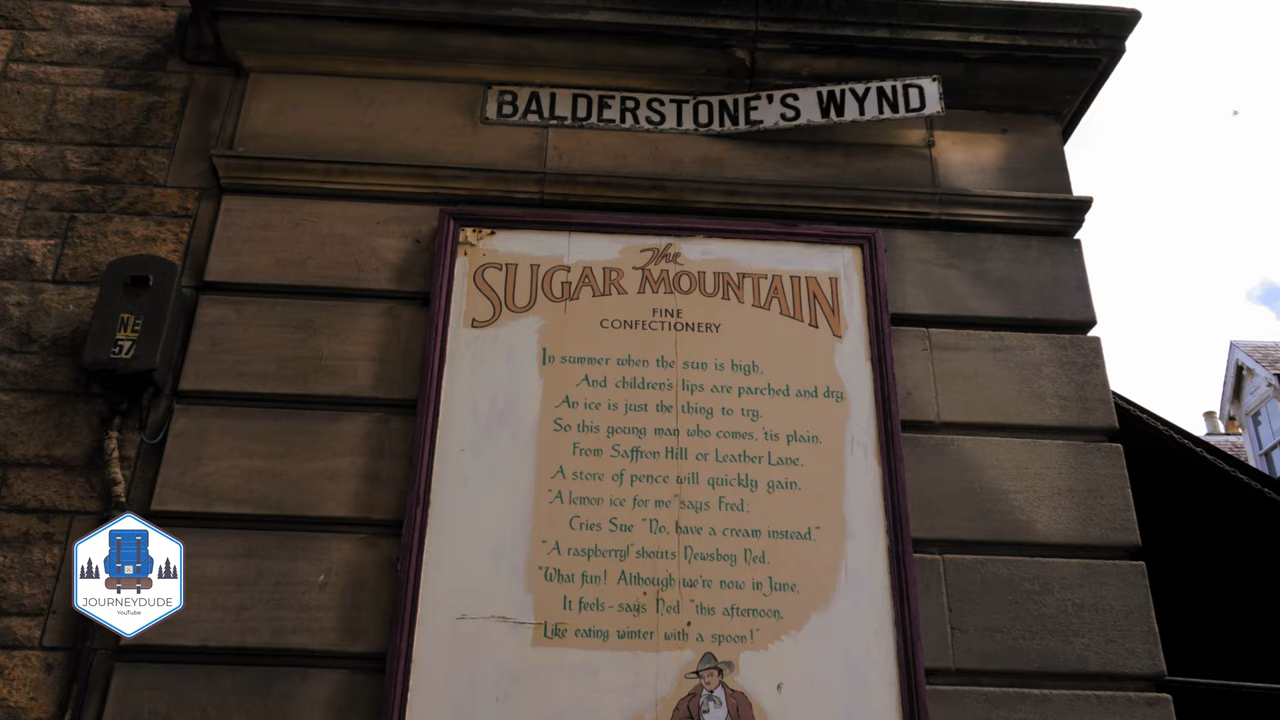 BALDERSTONE'S WYND
The
SUGAR MOUNTAIN
FINE
CONFECTIONERY
In summer when the sun is high,
And children's lips are parched and dry.
An ice is just the thing to try.
So this young man who comes, 'tis plain.
From Saffron Hill or Leather Lane.
A store of pence will quickly gain.
"A lemon ice for me" says Fred;
Cries Sue "No, have a cream instead."
"A raspberry!" shouts Newsboy Ned.
"What fun! Although we're now in June,
It feels - says Ned "this afternoon,
Like eating winter with a spoon!"
NE
57
JOURNEYDUDE
YouTube